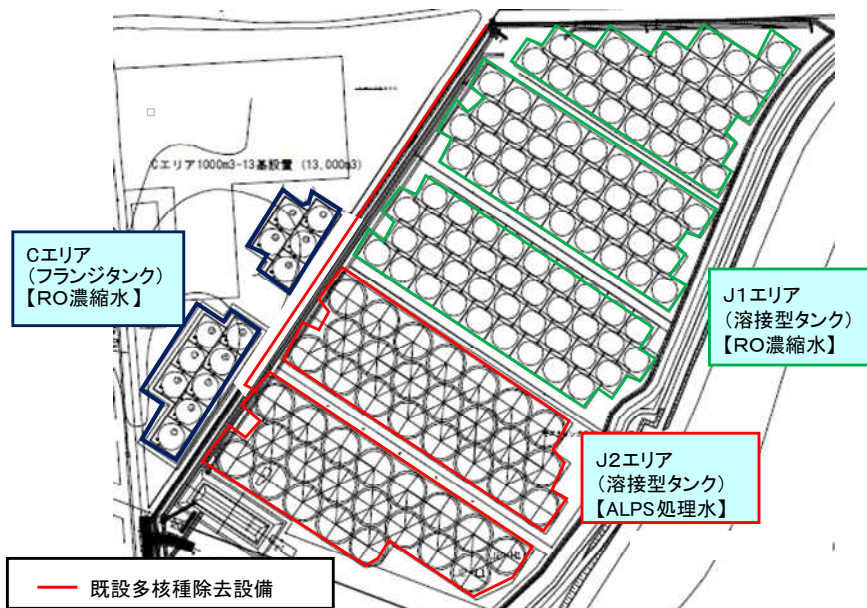 Cエリア1000m3-13基設置 (13,000m3)
Cエリア
(フランジタンク)
【RO濃縮水】
J1エリア
(溶接型タンク)
【RO濃縮水】
J2エリア
(溶接型タンク)
【ALPS処理水】
既設多核種除去設備